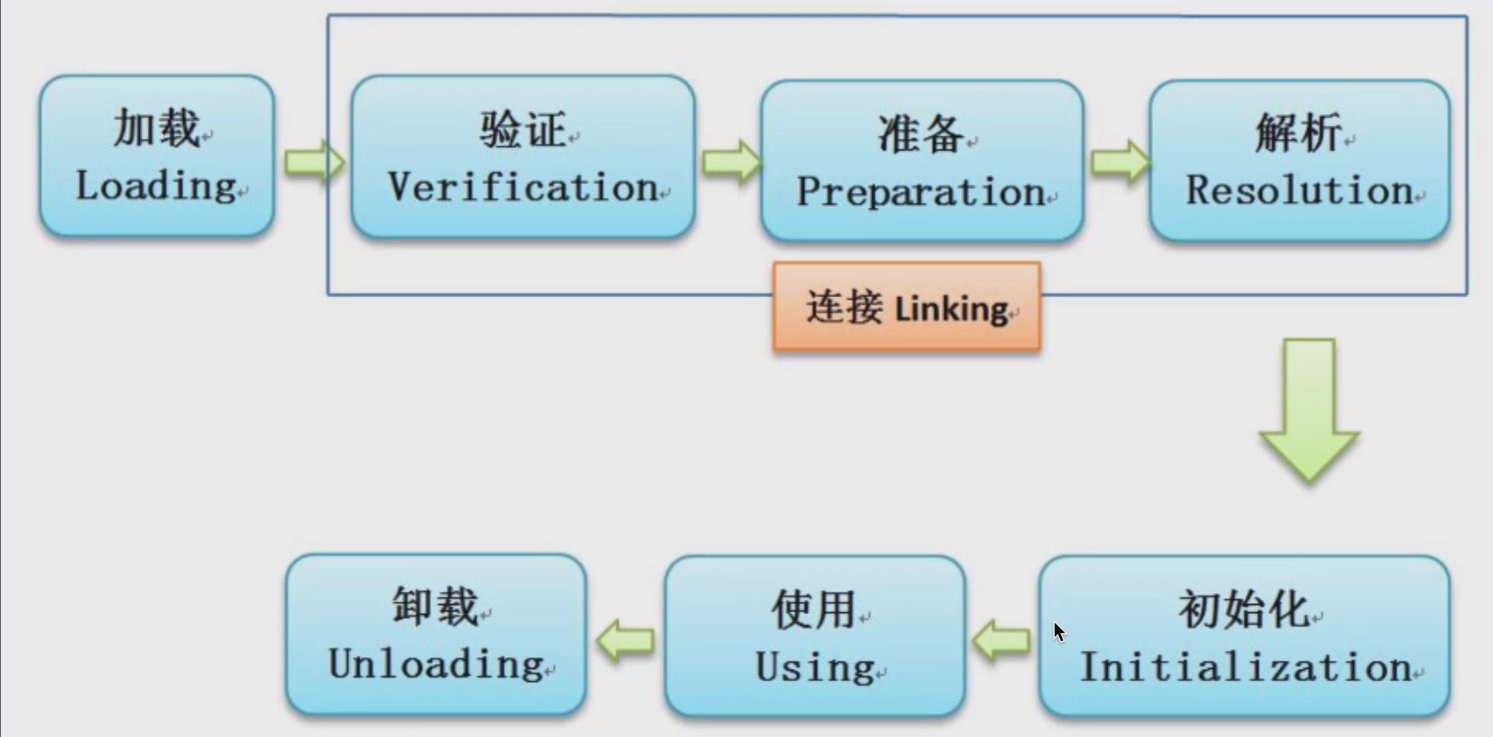 加载
Loading
验证
Verification
准备
Preparation
解析
Resolution
连接 Linking
卸载
Unloading
使用
Using
初始化
Initialization